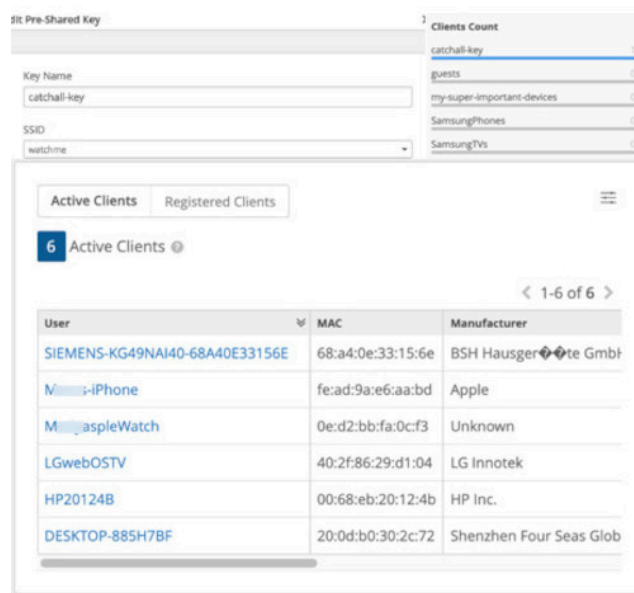 dit Pre-Shared Key
Key Name
catchall-key
SSID
watchme
Clients Count
catchall-key
guests
my-super-important-devices
SamsungPhones
SamsungTVs
Active Clients Registered Clients
6 Active Clients
1-6 of 6
User MAC Manufacturer
SIEMENS-KG49NAI40-68A40E33156E 68:a4:0e:33:15:6e BSH Hausger��te GmbH
-iPhone fe:ad:9a:e6:aa:bd Apple
aspleWatch 0e:d2:bb:fa:0c:f3 Unknown
LGwebOSTV 40:2f:86:29:d1:04 LG Innotek
HP20124B 00:68:eb:20:12:4b HP Inc.
DESKTOP-885H7BF 20:0d:b0:30:2c:72 Shenzhen Four Seas Glob